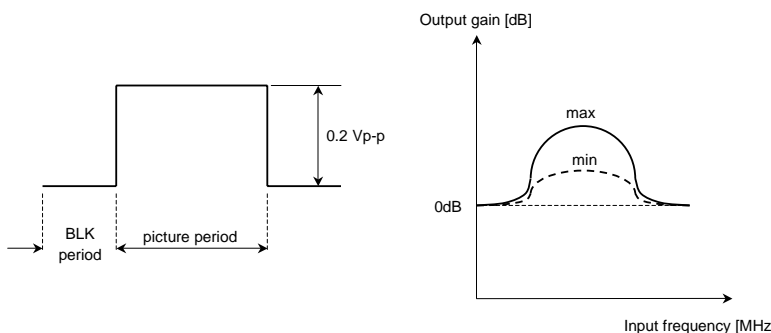 Output gain [dB]
0.2 Vp-p
BLK
period
picture period
max
min
0dB
Input frequency [MHz